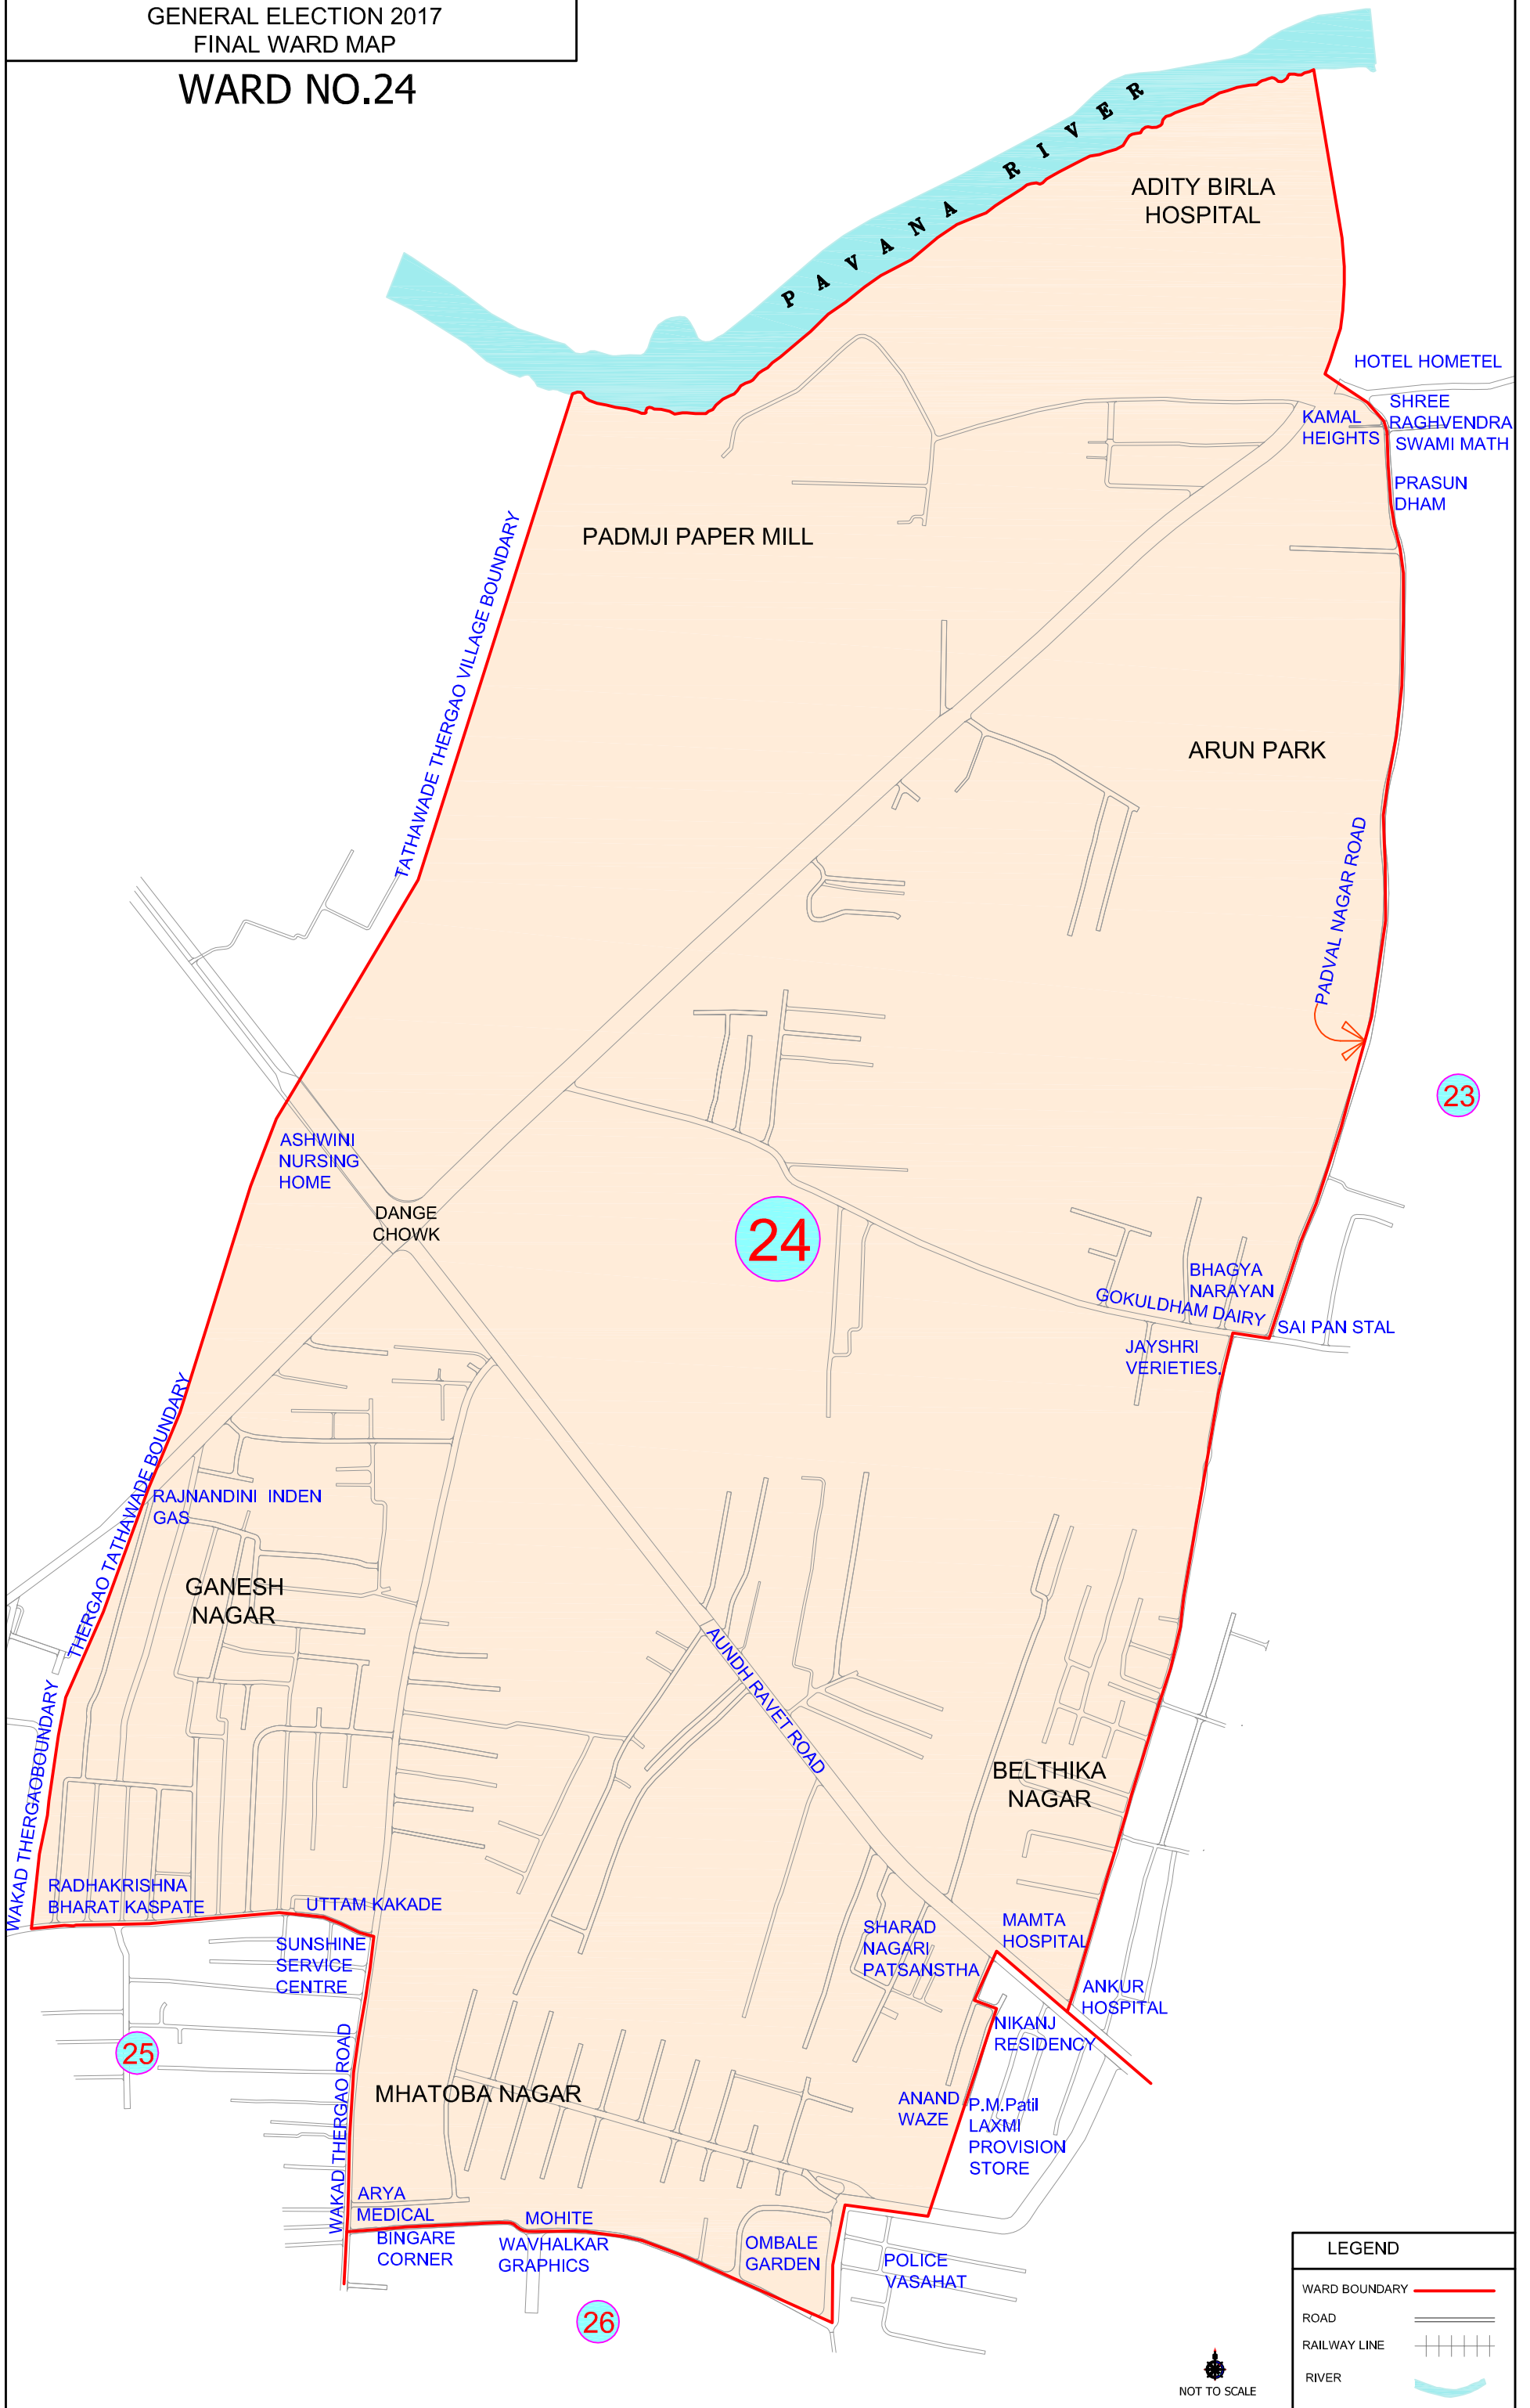 GENERAL ELECTION 2017
FINAL WARD MAP
WARD NO.24
PAVANA RIVER
ADITY BIRLA
HOSPITAL
HOTEL HOMETEL
KAMAL
HEIGHTS
SHREE
RAGHVENDRA
SWAMI MATH
PRASUN
DHAM
PADMJI PAPER MILL
TATHAWADE THERGAO VILLAGE BOUNDARY
ARUN PARK
PADVAL NAGAR ROAD
23
ASHWINI
NURSING
HOME
DANGE
CHOWK
24
BHAGYA
NARAYAN
GOKULDHAM DAIRY
SAI PAN STAL
JAYSHRI
VERIETIES.
THERGAO TATHAWADE BOUNDARY
RAJNANDINI INDEN
GAS
GANESH
NAGAR
AUNDH RAVET ROAD
WAKAD THERGAOBOUNDARY
BELTHIKA
NAGAR
RADHAKRISHNA
BHARAT KASPATE
UTTAM KAKADE
SUNSHINE
SERVICE
CENTRE
SHARAD
NAGARI
PATSANSTHA
MAMTA
HOSPITAL
ANKUR
HOSPITAL
NIKANJ
RESIDENCY
25
WAKAD THERGAO ROAD
MHATOBA NAGAR
ANAND
WAZE
P.M.Patil
LAXMI
PROVISION
STORE
ARYA
MEDICAL
BINGARE
CORNER
MOHITE
WAVHALKAR
GRAPHICS
OMBALE
GARDEN
POLICE
VASAHAT
26
NOT TO SCALE
LEGEND
WARD BOUNDARY
ROAD
RAILWAY LINE
RIVER